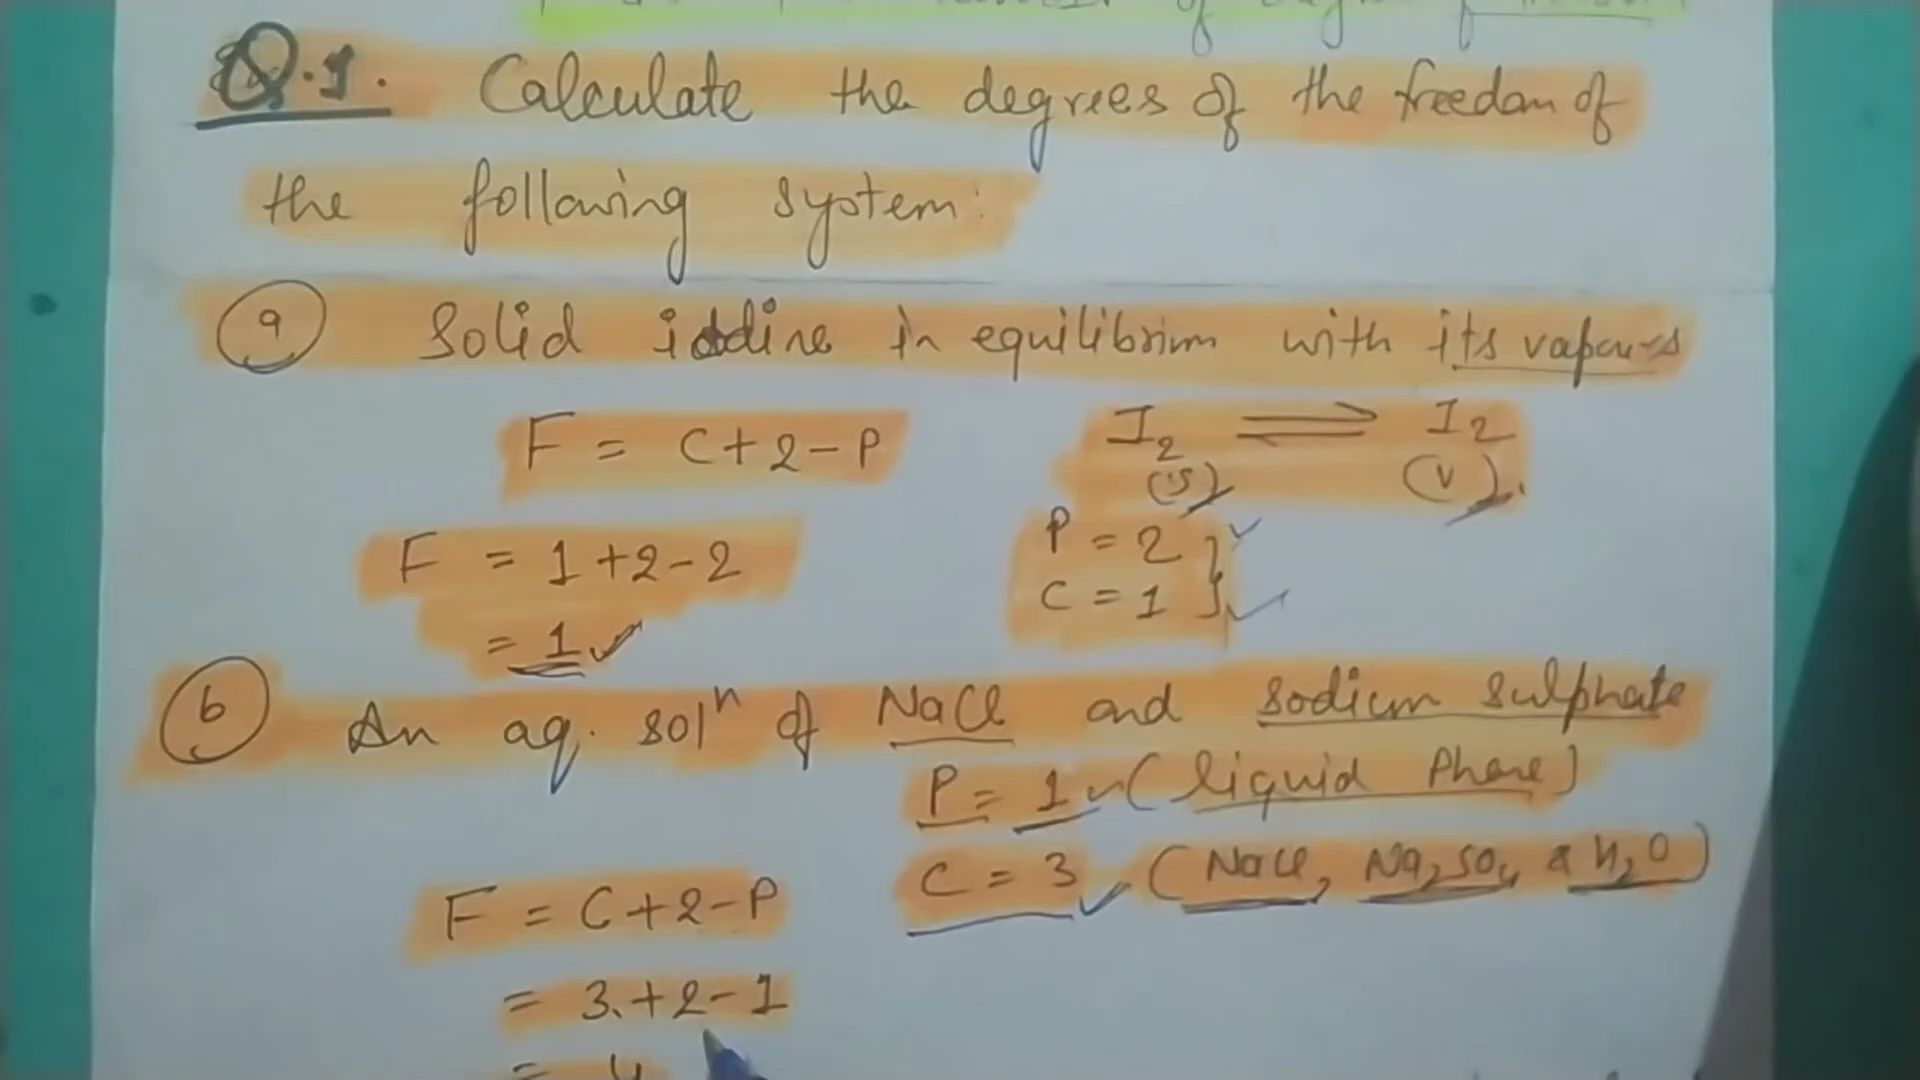 Q.1. Calculate the degrees of the freedom of
the following system:
a Solid iodine in equilibrium with its vapours
F = C+2-P
I2 ⇌ I2
(s) (v).
P = 2
C = 1
F = 1+2-2
= 1
b An aq. solⁿ of NaCl and sodium sulphate
P = 1 (liquid Phase)
C = 3 (NaCl, Na2SO4, & H2O)
F = C+2-P
= 3+2-1
= 4